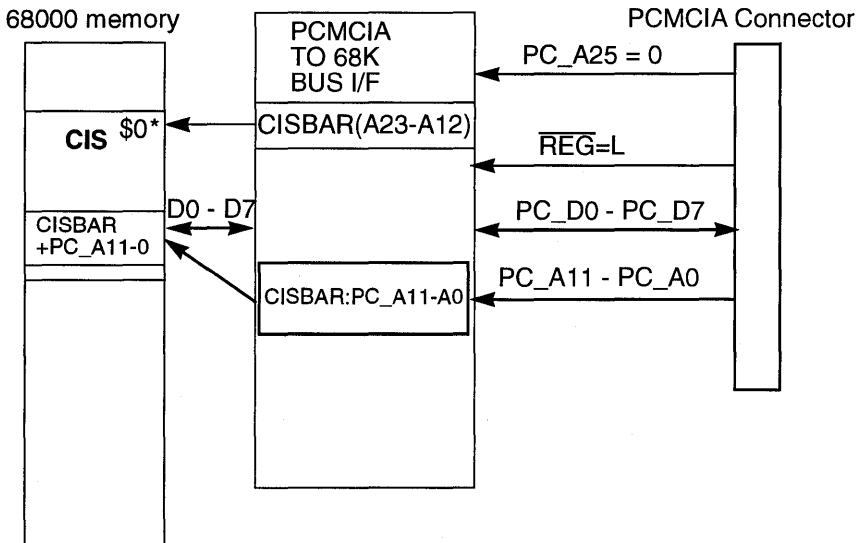 68000 memory
PCMCIA Connector
PCMCIA
TO 68K
BUS I/F
PC_A25 = 0
CIS $0*
CISBAR(A23-A12)
R̅E̅G̅=L
D0 - D7
PC_D0 - PC_D7
CISBAR
+PC_A11-0
CISBAR:PC_A11-A0
PC_A11 - PC_A0